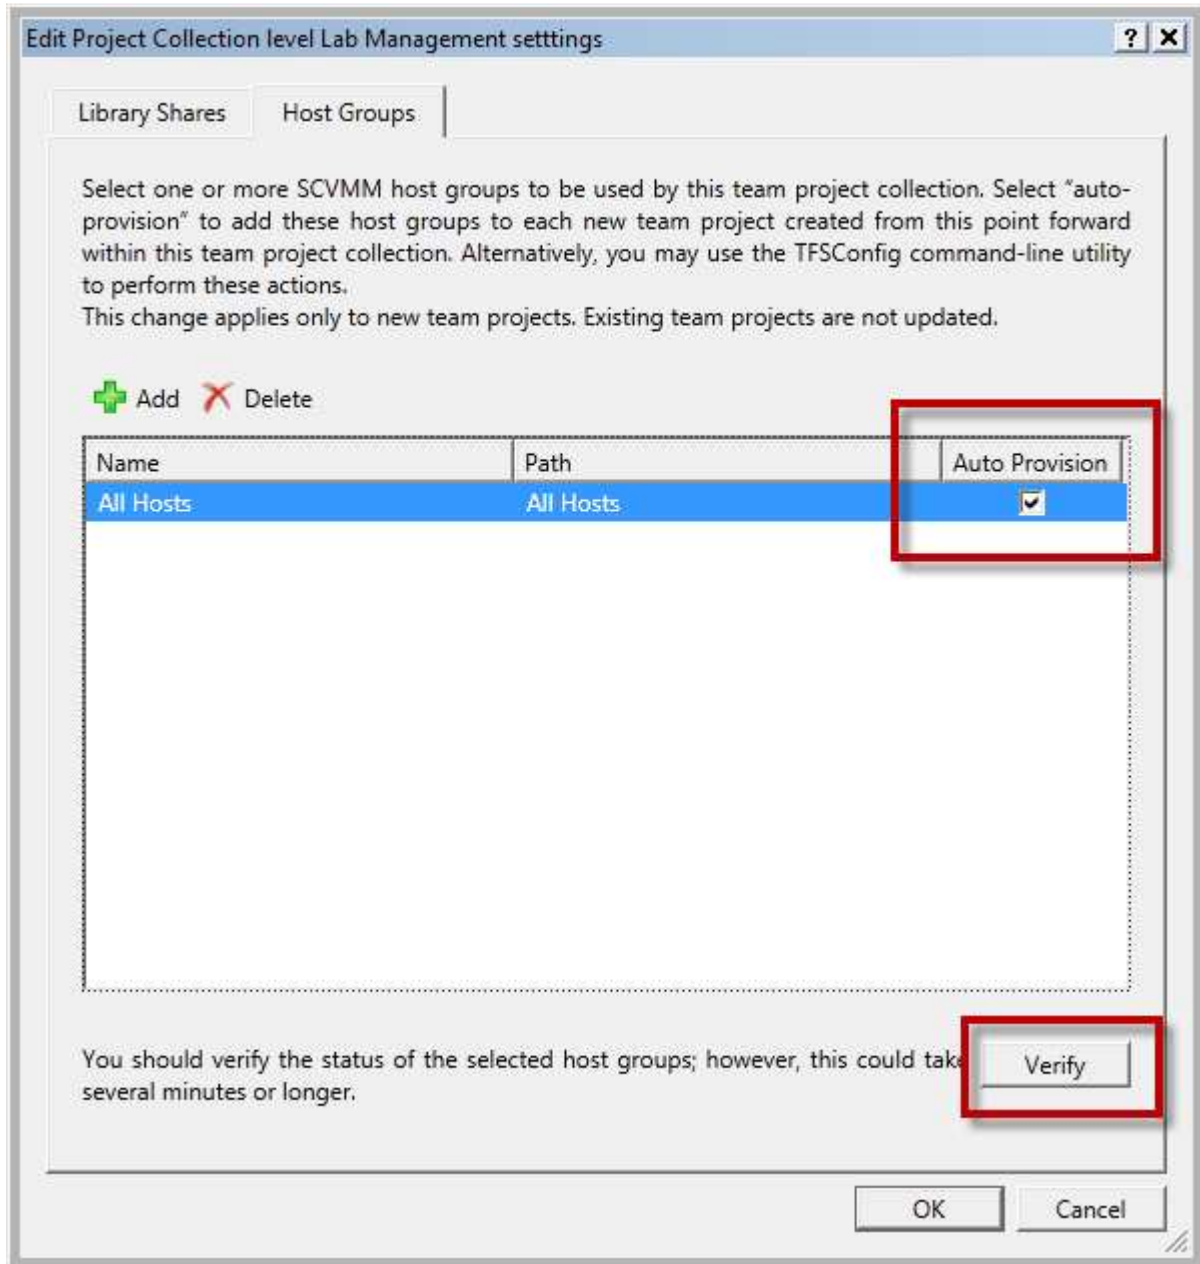 Edit Project Collection level Lab Management setttings
Library Shares Host Groups
Select one or more SCVMM host groups to be used by this team project collection. Select “auto-
provision” to add these host groups to each new team project created from this point forward
within this team project collection. Alternatively, you may use the TFSConfig command-line utility
to perform these actions.
This change applies only to new team projects. Existing team projects are not updated.
Add Delete
Name Path Auto Provision
All Hosts All Hosts
You should verify the status of the selected host groups; however, this could take Verify
several minutes or longer.
OK Cancel